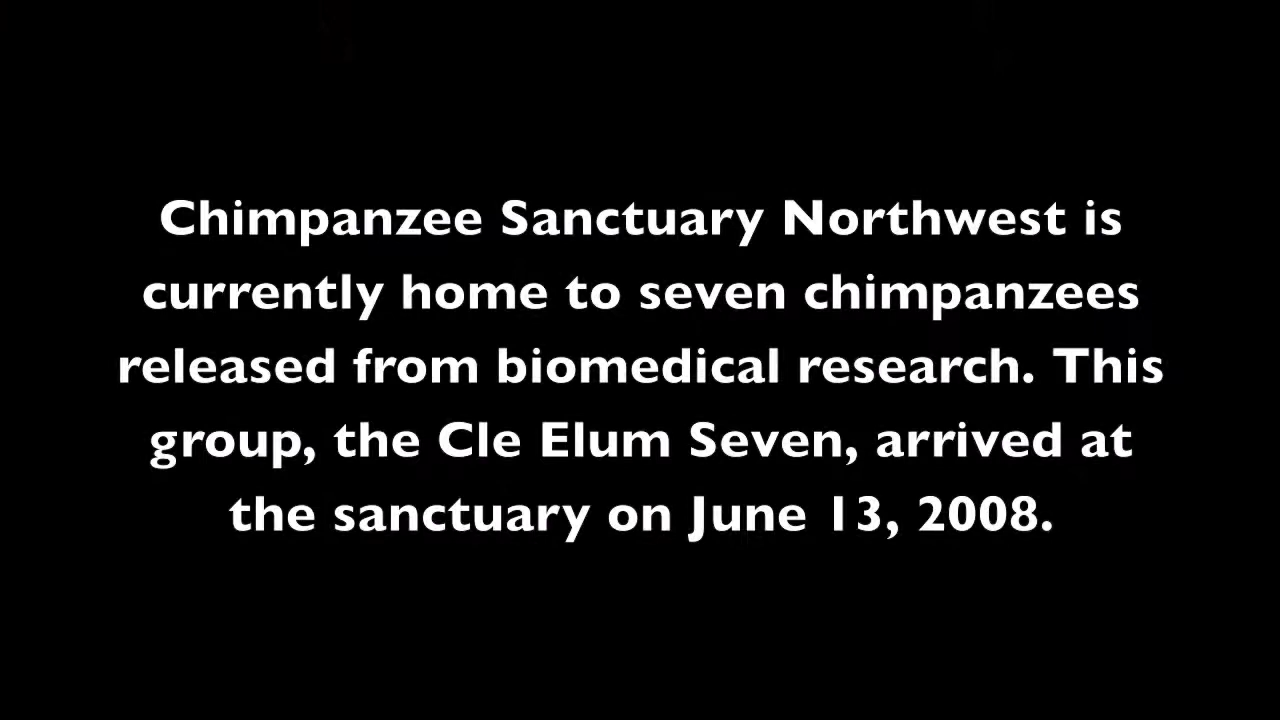 Chimpanzee Sanctuary Northwest is
currently home to seven chimpanzees
released from biomedical research. This
group, the Cle Elum Seven, arrived at
the sanctuary on June 13, 2008.